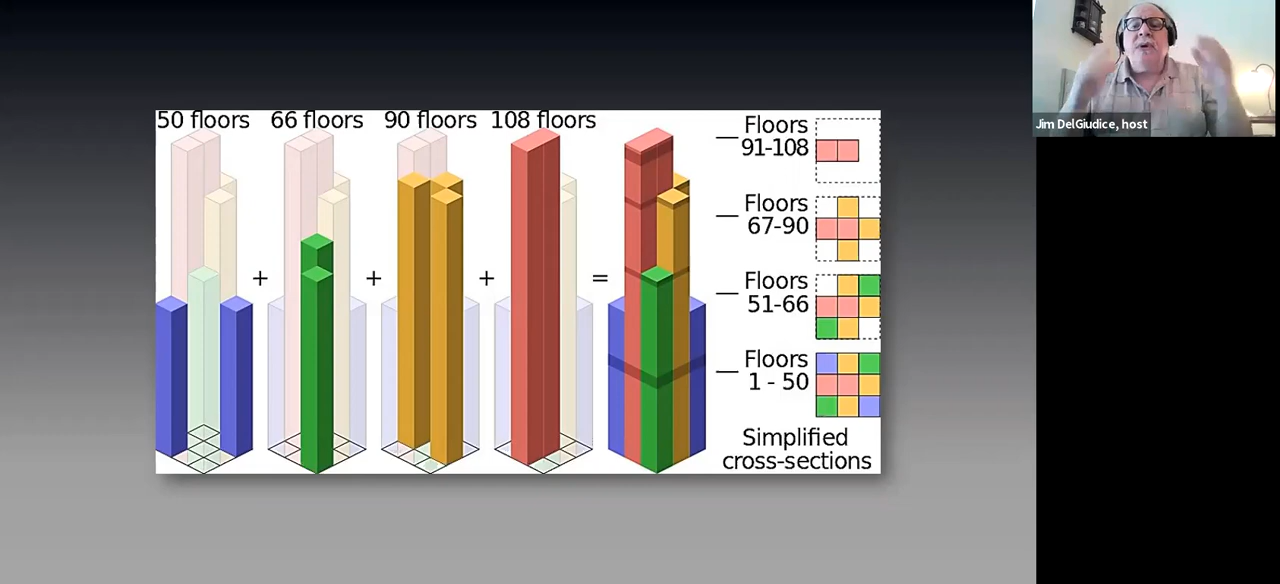 50 floors
66 floors
90 floors
108 floors
+
+
+
=
— Floors
91-108
— Floors
67-90
— Floors
51-66
— Floors
1 - 50
Simplified
cross-sections
Jim DelGiudice, host